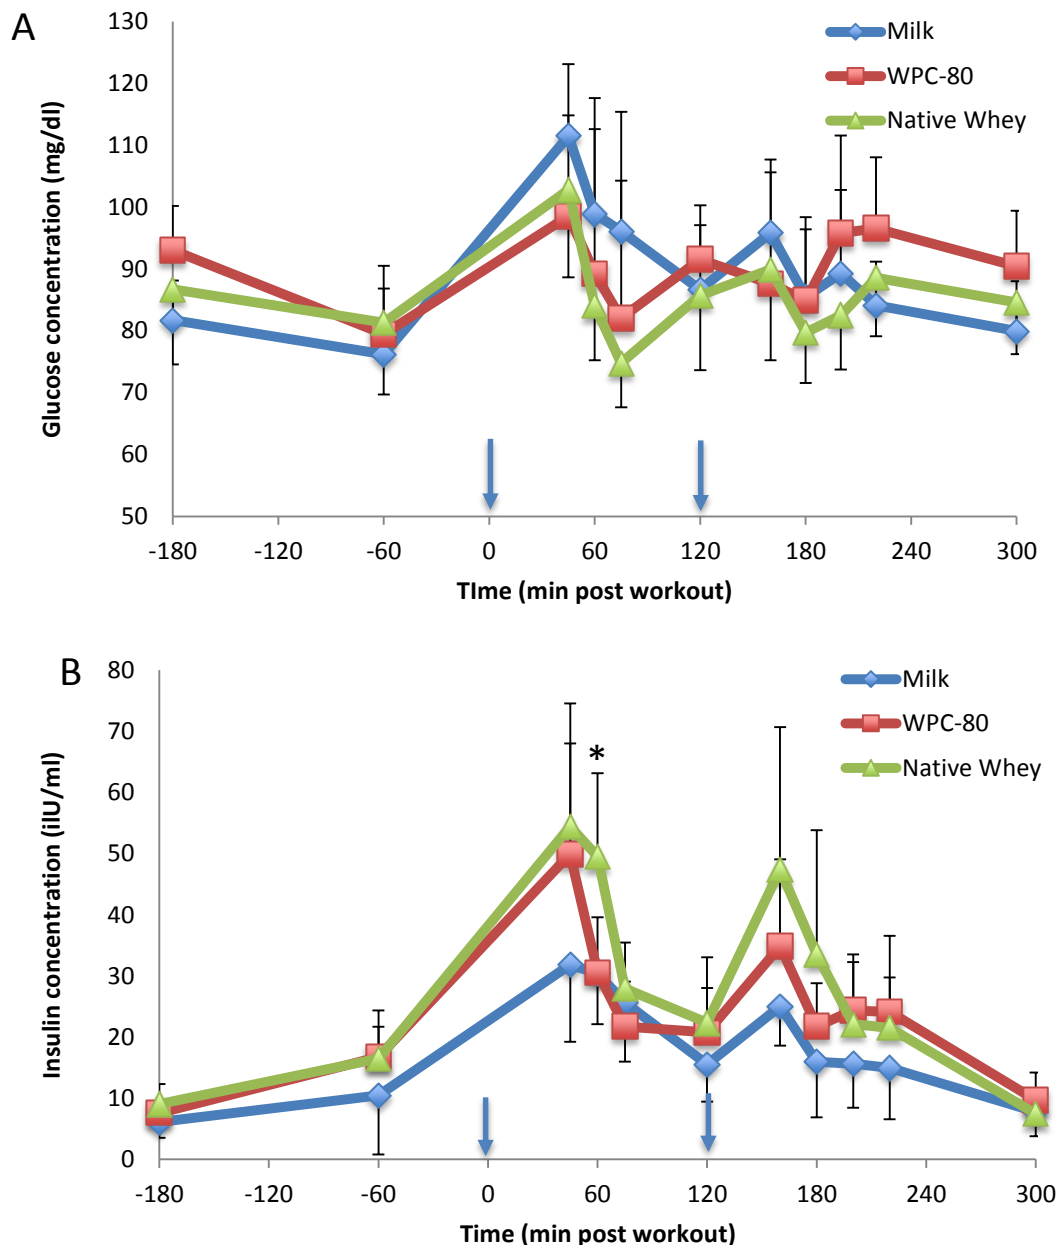 A
130
120
110
100
90
80
70
60
50
Glucose concentration (mg/dl)
Milk
WPC-80
Native Whey
-180 -120 -60 0 60 120 180 240 300
TIme (min post workout)
B
80
70
60
50
40
30
20
10
0
Insulin concentration (iIU/ml)
Milk
WPC-80
Native Whey
*
-180 -120 -60 0 60 120 180 240 300
Time (min post workout)